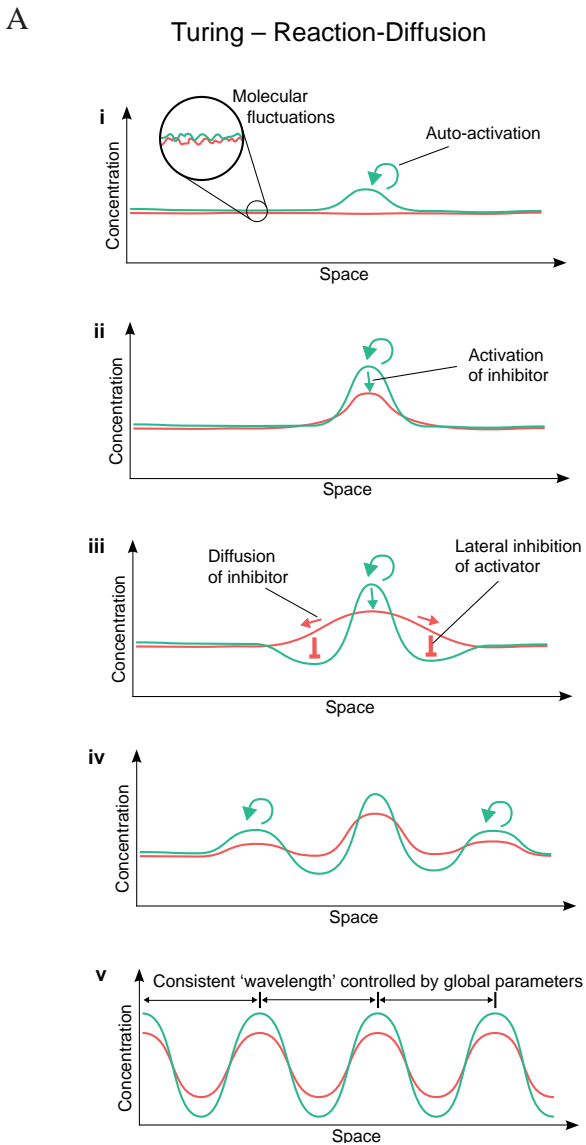 A
Turing – Reaction-Diffusion
i
Molecular
fluctuations
Auto-activation
Concentration
Space
ii
Activation
of inhibitor
Concentration
Space
iii
Diffusion
of inhibitor
Lateral inhibition
of activator
Concentration
Space
iv
Concentration
Space
v
Consistent ‘wavelength’ controlled by global parameters
Concentration
Space